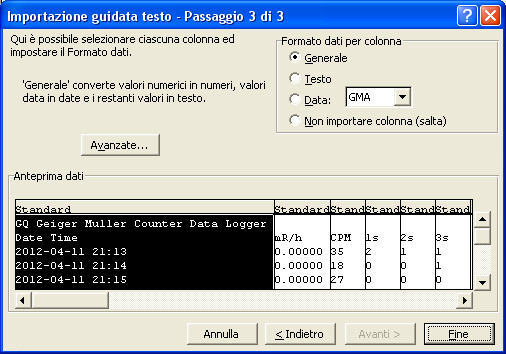 Importazione guidata testo - Passaggio 3 di 3
Qui è possibile selezionare ciascuna colonna ed
impostare il Formato dati.
'Generale' converte valori numerici in numeri, valori
data in date e i restanti valori in testo.
Avanzate...
Formato dati per colonna
Generale
Testo
Data: GMA
Non importare colonna (salta)
Anteprima dati
Standard Standard Stand Stand Stand Stand
GQ Geiger Muller Counter Data Logger
Date Time mR/h CPM 1s 2s 3s
2012-04-11 21:13 0.00000 35 2 1 1
2012-04-11 21:14 0.00000 18 0 0 1
2012-04-11 21:15 0.00000 27 0 0 0
Annulla < Indietro Avanti > Fine